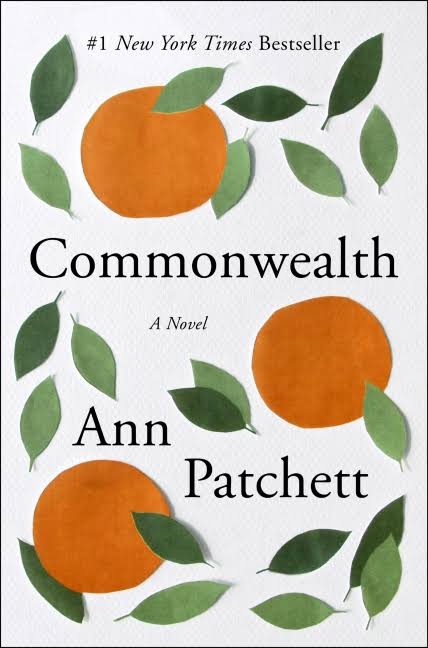 #1 New York Times Bestseller
Commonwealth
A Novel
Ann
Patchett